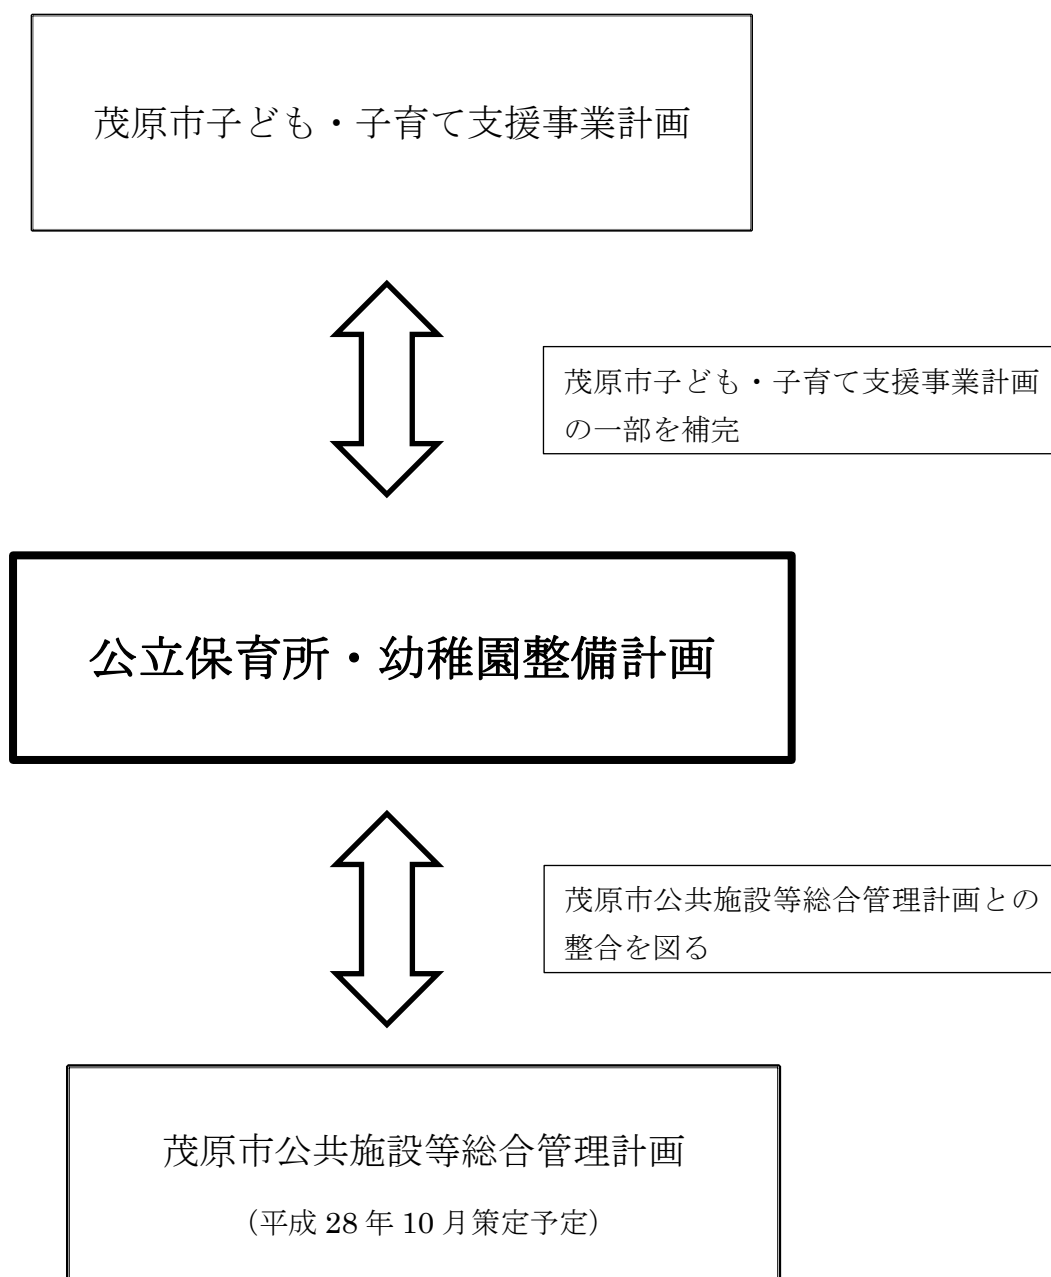 茂原市子ども・子育て支援事業計画
茂原市子ども・子育て支援事業計画
の一部を補完
公立保育所・幼稚園整備計画
茂原市公共施設等総合管理計画との
整合を図る
茂原市公共施設等総合管理計画
（平成 28 年 10 月策定予定）